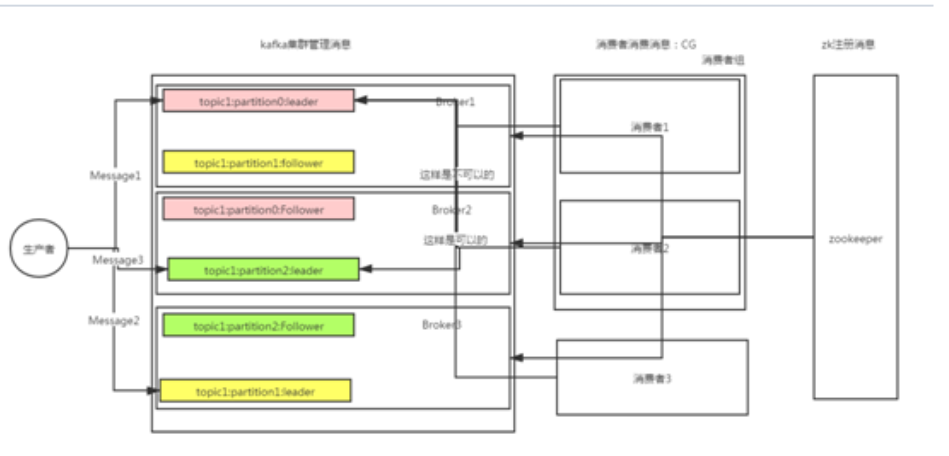 kafka集群管理消息
消费者消费消息：CG
zk注册消息
消费者组
topic1:partition0:leader
Broker1
消费者1
topic1:partition1:follower
Message1
这样是不可以的
topic1:partition0:Follower
Broker2
生产者
这样是可以的
消费者2
zookeeper
Message3
topic1:partition2:leader
Message2
topic1:partition2:Follower
Broker3
消费者3
topic1:partition1:leader